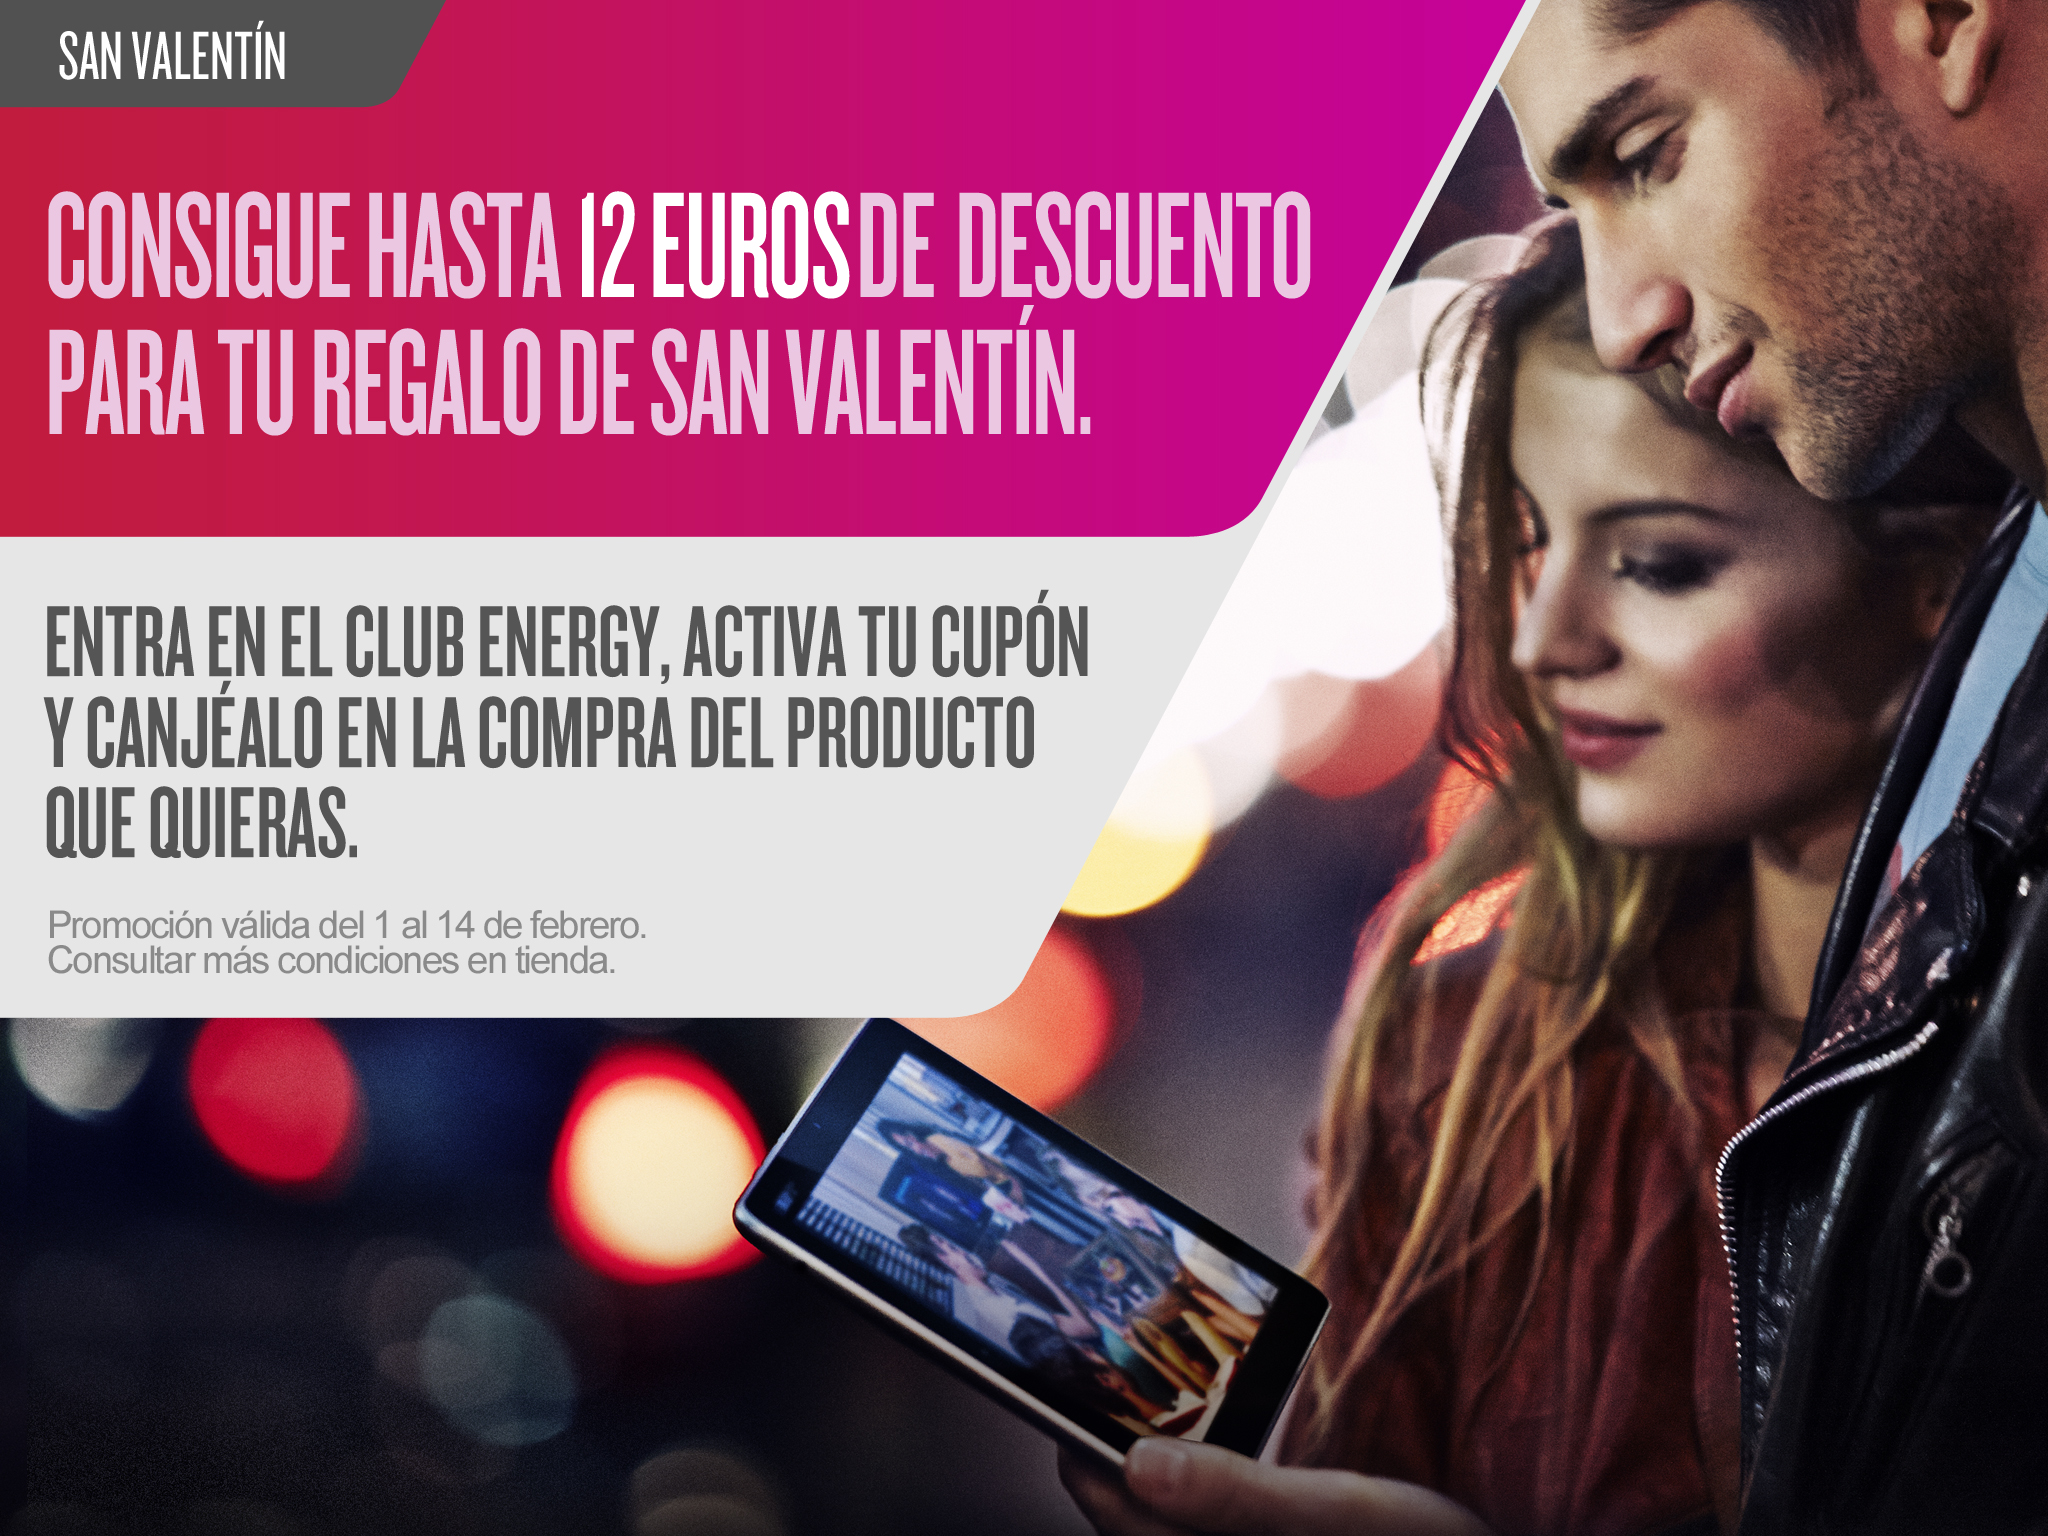 SAN VALENTÍN
CONSIGUE HASTA 12 EUROS DE DESCUENTO
PARA TU REGALO DE SAN VALENTÍN.
ENTRA EN EL CLUB ENERGY, ACTIVA TU CUPÓN
Y CANJÉALO EN LA COMPRA DEL PRODUCTO
QUE QUIERAS.
Promoción válida del 1 al 14 de febrero.
Consultar más condiciones en tienda.